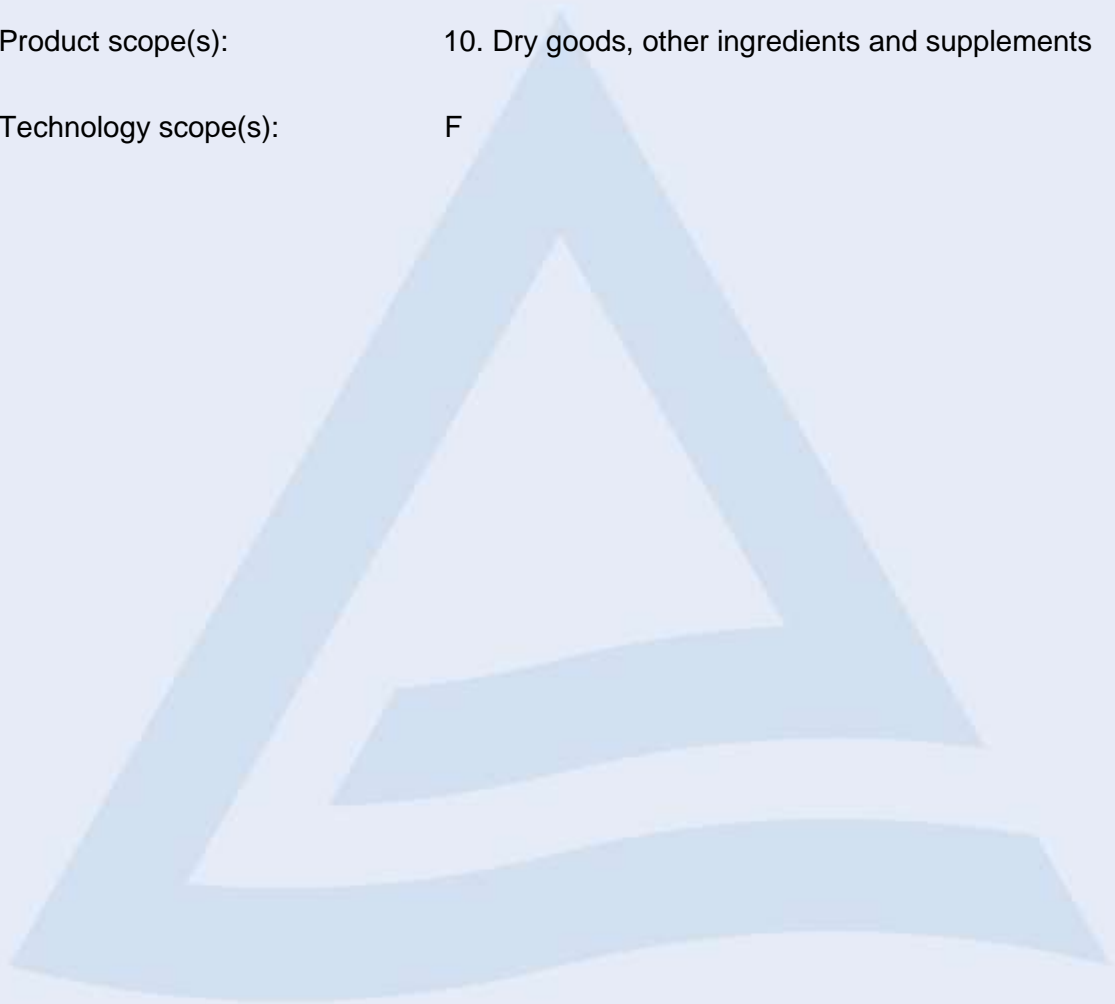 Product scope(s): 10. Dry goods, other ingredients and supplements
Technology scope(s): F